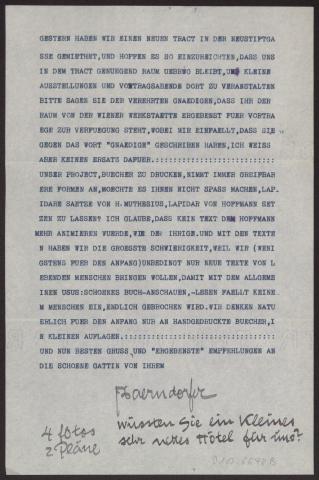 GESTERN HABEN WIR EINEN NEUEN TRACT IN DER NEUSTIFTGA
SSE GEMIETHET,UND HOFFEN ES SO EINZURICHTEN,DASS UNS
IN DEM TRACT GENUEGEND RAUM UEBRIG BLEIBT,UM KLEINE
AUSSTELLUNGEN UND VORTRAGSABENDE DORT ZU VERANSTALTEN
BITTE SAGEN SIE DER VEREHRTEN GNAEDIGEN, DASS IHR DER
RAUM VON DER WIENER WERKSTAETTE ERGEBENST FUER VORTRA
EGE ZUR VERFUEGUNG STEHT,WOBEI MIR EINFAELLT,DASS SIE
GEGEN DAS WORT "GNAEDIGE" GESCHRIEBEN HABEN,ICH WEISS
ABER KEINEN ERSATZ DAFUER.::::::::::::::::::::::::::
UNSER PROJECT,BUECHER ZU DRUCKEN,NIMMT IMMER GREIFBAR
ERE FORMEN AN,MOECHTE ES IHNEN NICHT SPASS MACHEN,LAP.
IDARE SAETZE VON H.MUTHESIUS,LAPIDAR VON HOFFMANN SET
ZEN ZU LASSEN? ICH GLAUBE,DASS KEIN TEXT DEM HOFFMANN
MEHR ANIMIEREN WUERDE,WIE DER IHRIGE.UND MIT DEN TEXTE
N HABEN WIR DIE GROESSTE SCHWIERIGKEIT, WEIL WIR (WENI
GSTENS FUER DEN ANFANG)UNBEDINGT NUR NEUE TEXTE VON L
EBENDEN MENSCHEN BRINGEN WOLLEN,DAMIT MIT DEM ALLGEME
INEN USUS:SCHOENES BUCH-ANSCHAUEN,-LESEN FAELLT KEINE
M MENSCHEN EIN,ENDLICH GEBROCHEN WIRD.WIR DENKEN NATU
ERLICH FUER DEN ANFANG NUR AN HANDGEDRUCKTE BUECHER,I
N KLEINEN AUFLAGEN.:::::::::::::::::::::::::::::::::
UND NUN BESTEN GRUSS UND "ERGEBENSTE" EMPFEHLUNGEN AN
DIE SCHOENE GATTIN VON IHREM
FWaerndorfer
wüssten Sie ein kleines
sehr nettes Hôtel für uns?
4 fotos
2 Pläne